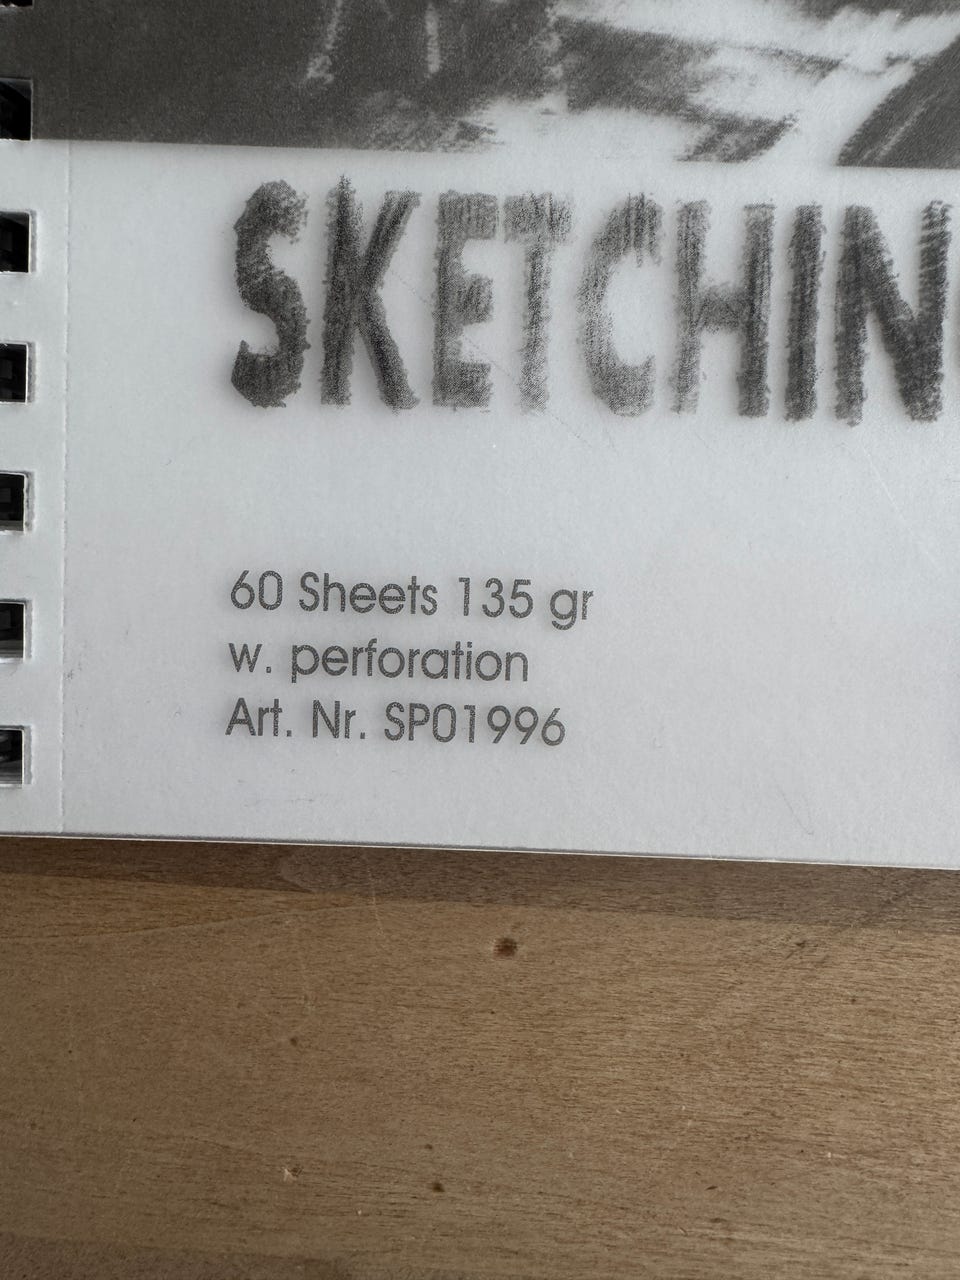 SKETCHIN
60 Sheets 135 gr
w. perforation
Art. Nr. SP01996